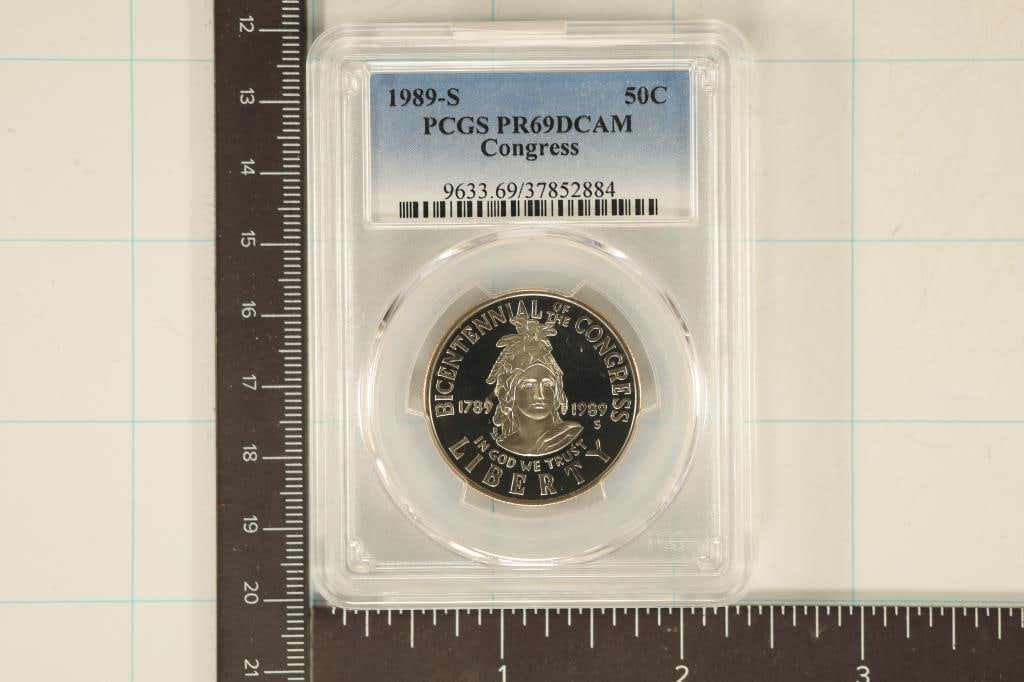 1989-S 50C
PCGS PR69DCAM
Congress
9633.69/37852884
BICENTENNIAL OF THE CONGRESS
1789 1989
S
IN GOD WE TRUST
LIBERTY
12
13
14
15
16
17
18
19
20
21
1 2 3